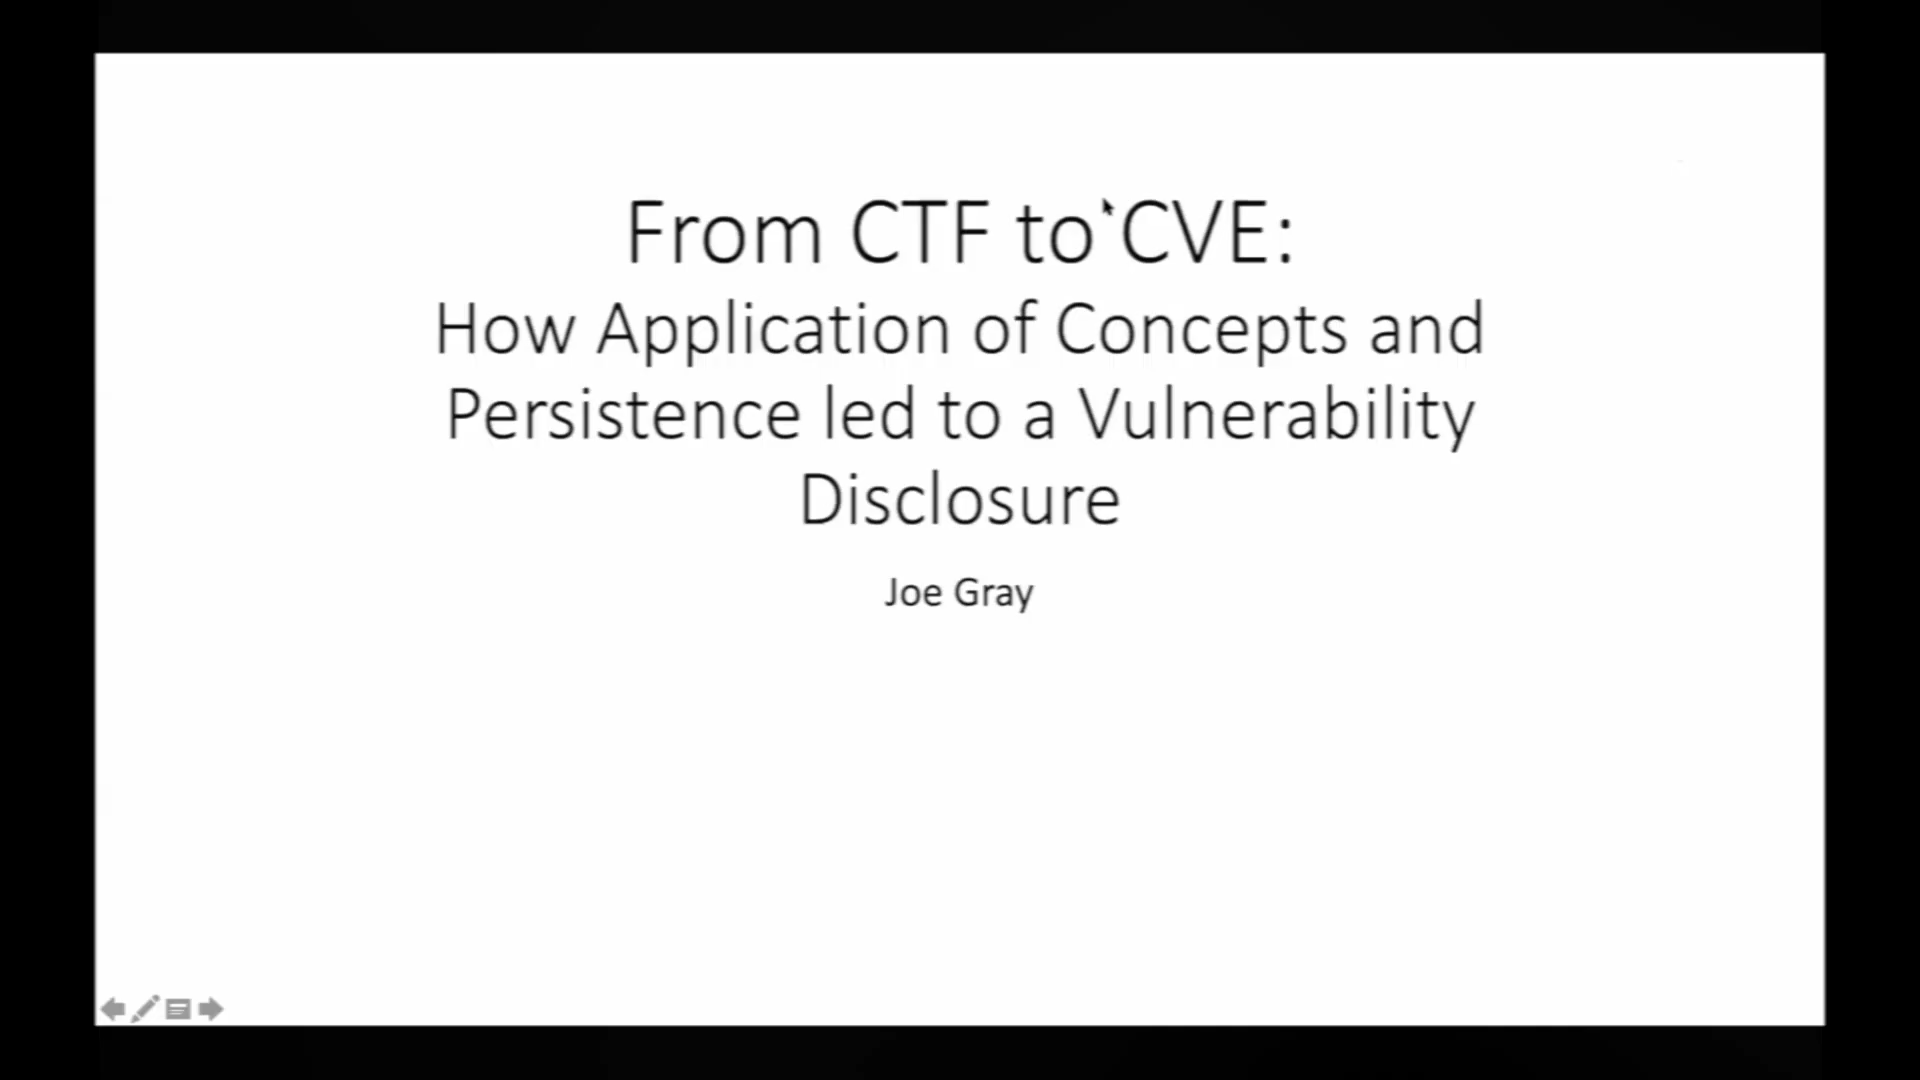 From CTF to CVE:
How Application of Concepts and
Persistence led to a Vulnerability
Disclosure
Joe Gray